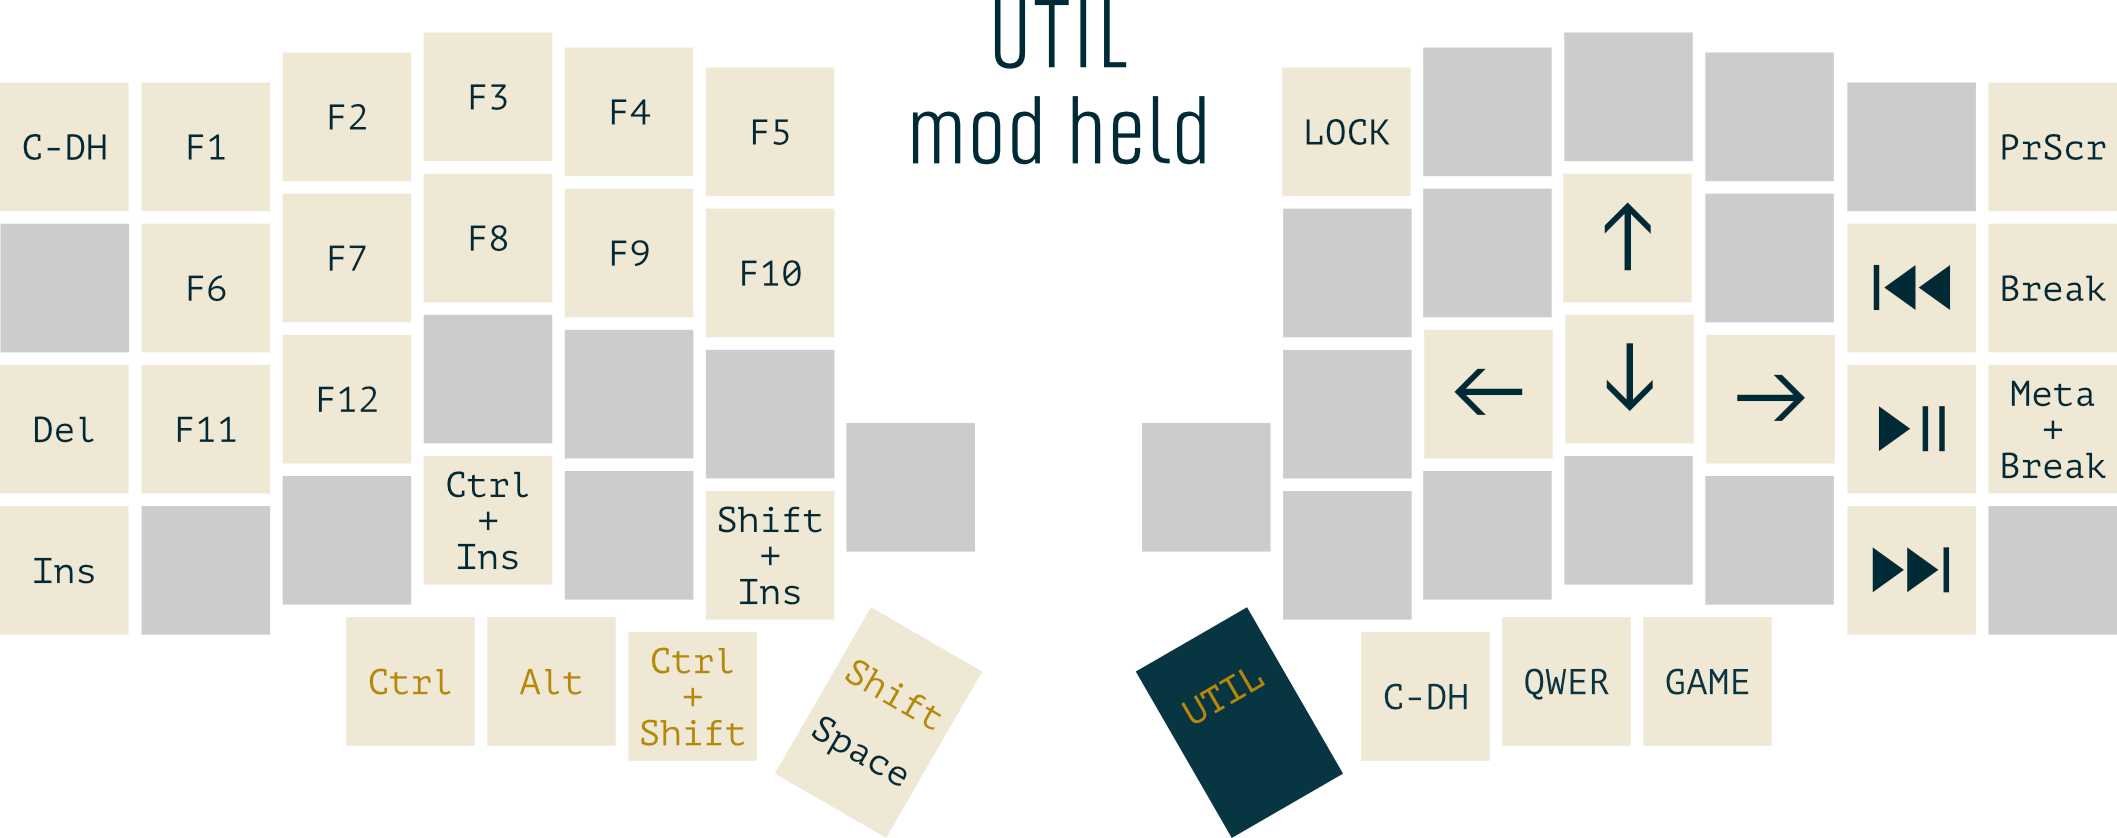 UTIL
mod held
C-DH
F1
F2
F3
F4
F5
F6
F7
F8
F9
F10
Del
F11
F12
Ins
Ctrl
+
Ins
Shift
+
Ins
Ctrl
Alt
Ctrl
+
Shift
Shift
Space
LOCK
PrScr
↑
Break
←
↓
→
Meta
+
Break
UTIL
C-DH
QWER
GAME